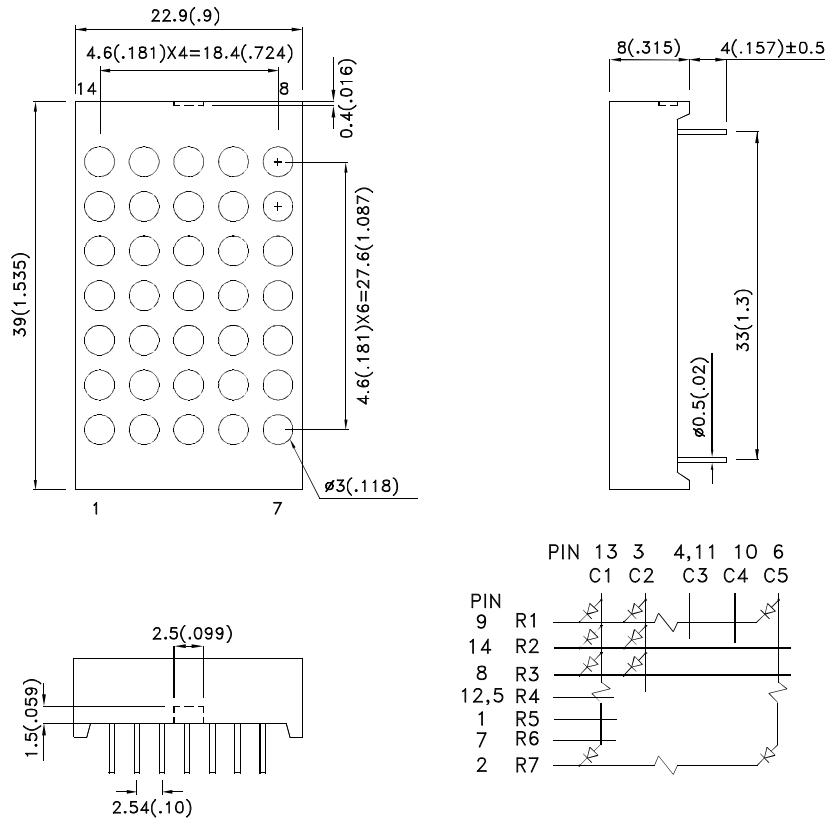 22.9(.9)
4.6(.181)X4=18.4(.724)
14 8
0.4(.016)
39(1.535)
4.6(.181)X6=27.6(1.087)
ø3(.118)
1 7
8(.315) 4(.157)±0.5
33(1.3)
ø0.5(.02)
2.5(.099)
1.5(.059)
2.54(.10)
PIN 13 3 4,11 10 6
C1 C2 C3 C4 C5
PIN
9 R1
14 R2
8 R3
12,5 R4
1 R5
7 R6
2 R7